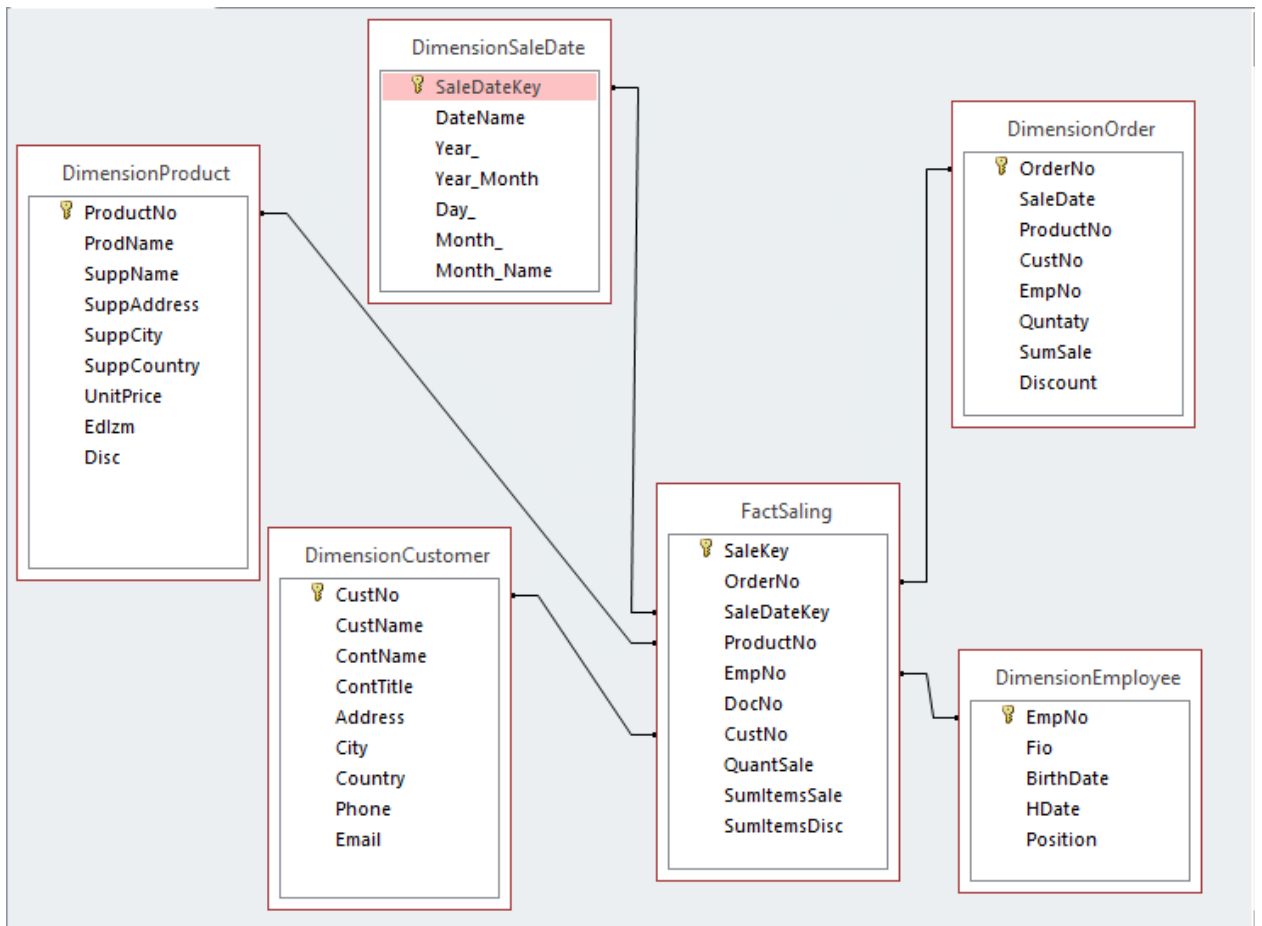 DimensionSaleDate
SaleDateKey
DateName
Year_
Year_Month
Day_
Month_
Month_Name
DimensionOrder
OrderNo
SaleDate
ProductNo
CustNo
EmpNo
Quntaty
SumSale
Discount
DimensionProduct
ProductNo
ProdName
SuppName
SuppAddress
SuppCity
SuppCountry
UnitPrice
EdIzm
Disc
DimensionCustomer
CustNo
CustName
ContName
ContTitle
Address
City
Country
Phone
Email
FactSaling
SaleKey
OrderNo
SaleDateKey
ProductNo
EmpNo
DocNo
CustNo
QuantSale
SumItemsSale
SumItemsDisc
DimensionEmployee
EmpNo
Fio
BirthDate
HDate
Position